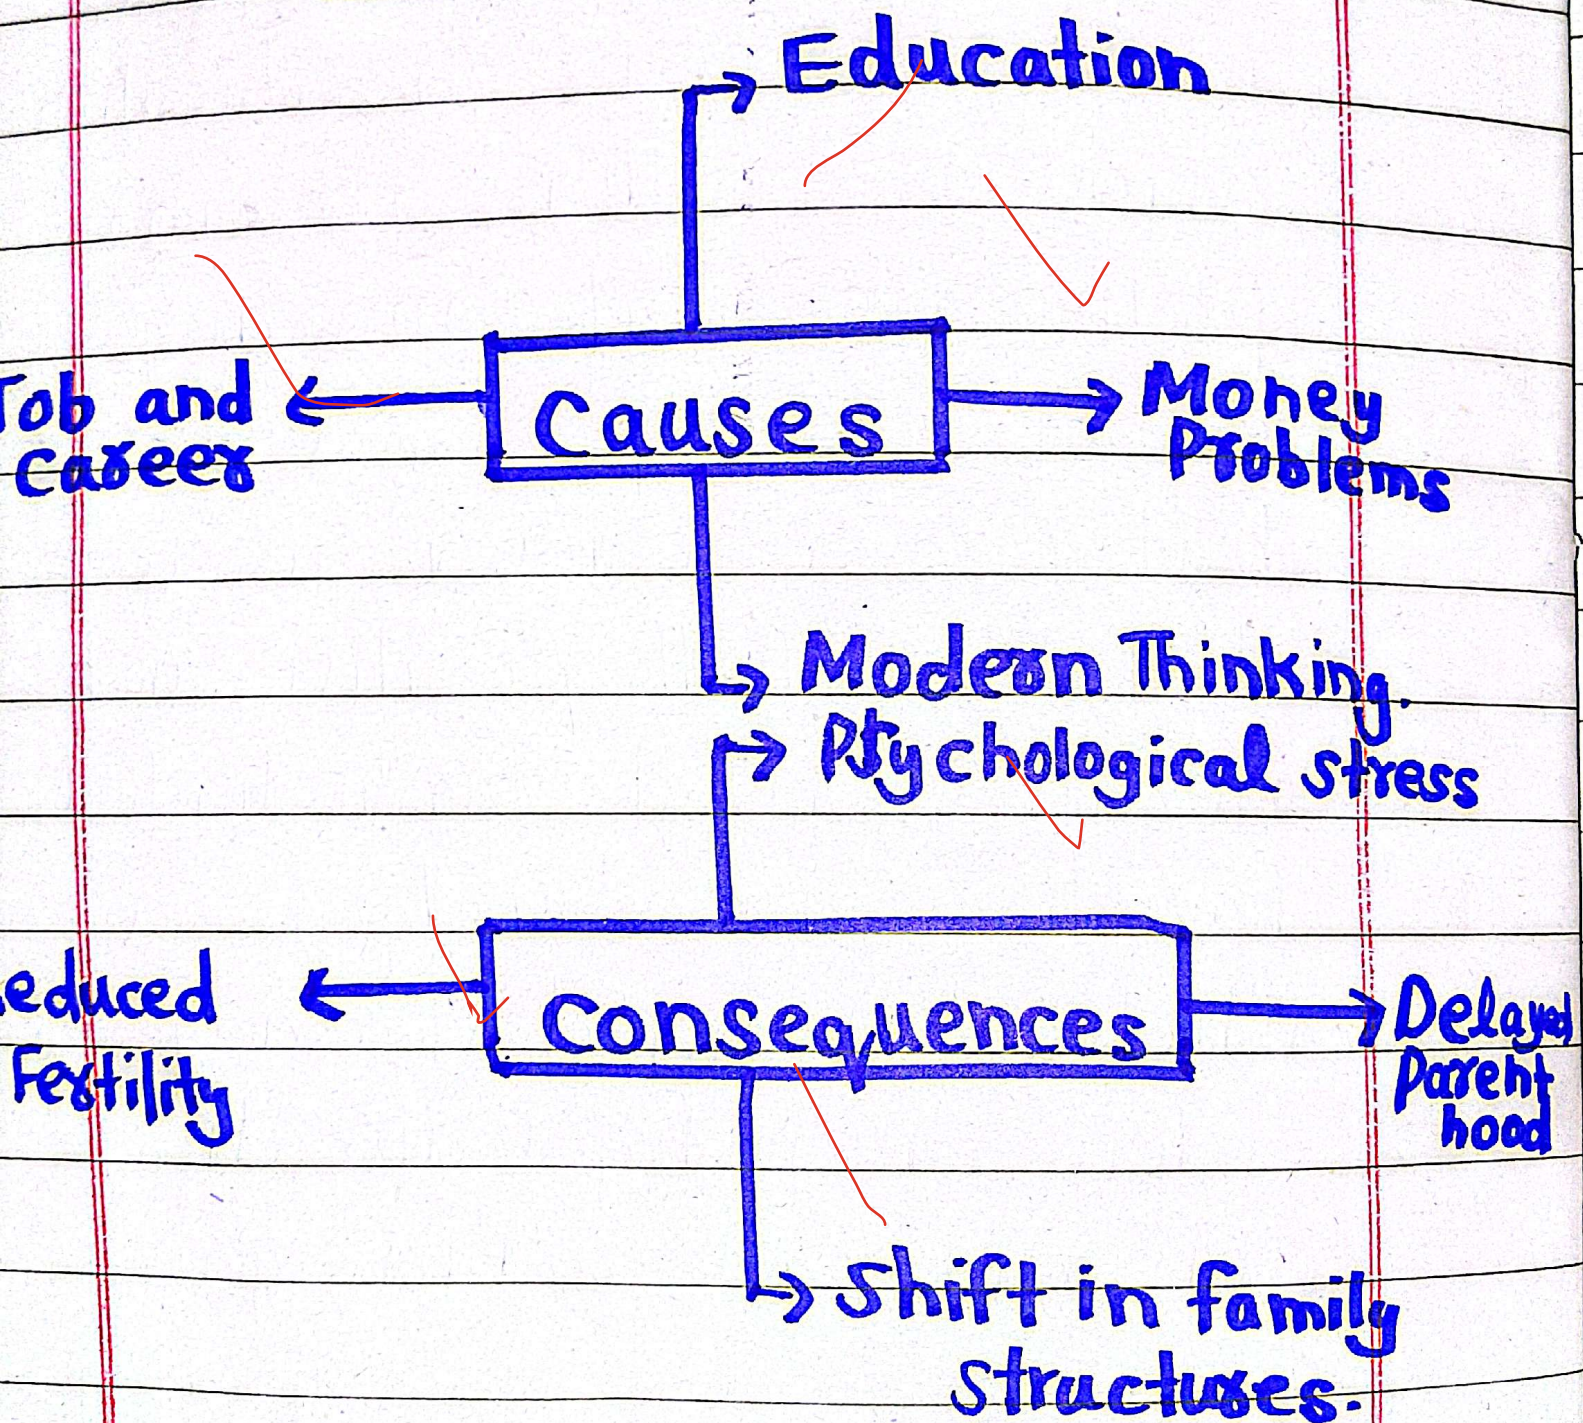 Education
Job and
career
Causes
Money
Problems
Modern Thinking.
Psychological stress
educed
Fertility
Consequences
Delayed
Parent
hood
Shift in family
structures.